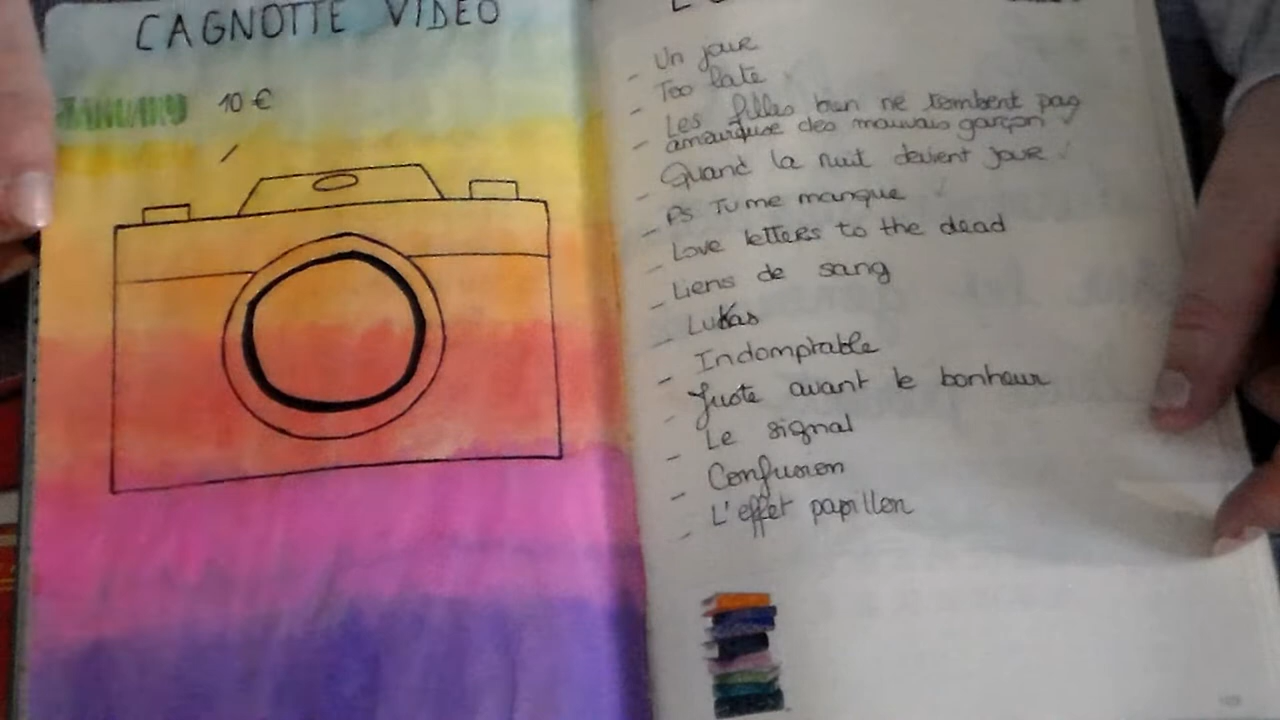 CAGNOTTE VIDEO
JANUARY 10 €
- Un jour
- Too late
- Les filles bien ne tombent pas
amoureuse des mauvais garçon
- Quand la nuit devient jour
- Ps Tu me manque
- Love letters to the dead
- Liens de sang
- Lukas
- Indomptable
- Juste avant le bonheur
- Le signal
- Confusion
- L'effet papillon